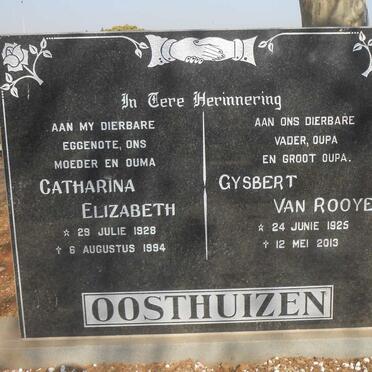 In Tere Herinnering
AAN MY DIERBARE
EGGENOTE, ONS
MOEDER EN OUMA
CATHARINA
ELIZABETH
☆ 29 JULIE 1928
✝ 6 AUGUSTUS 1994
AAN ONS DIERBARE
VADER, OUPA
EN GROOT OUPA.
GYSBERT
VAN ROOYE
☆ 24 JUNIE 1925
✝ 12 MEI 2013
OOSTHUIZEN